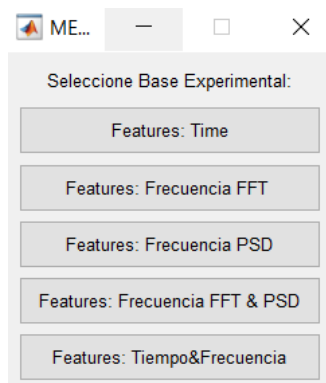 ME...
Seleccione Base Experimental:
Features: Time
Features: Frecuencia FFT
Features: Frecuencia PSD
Features: Frecuencia FFT & PSD
Features: Tiempo&Frecuencia